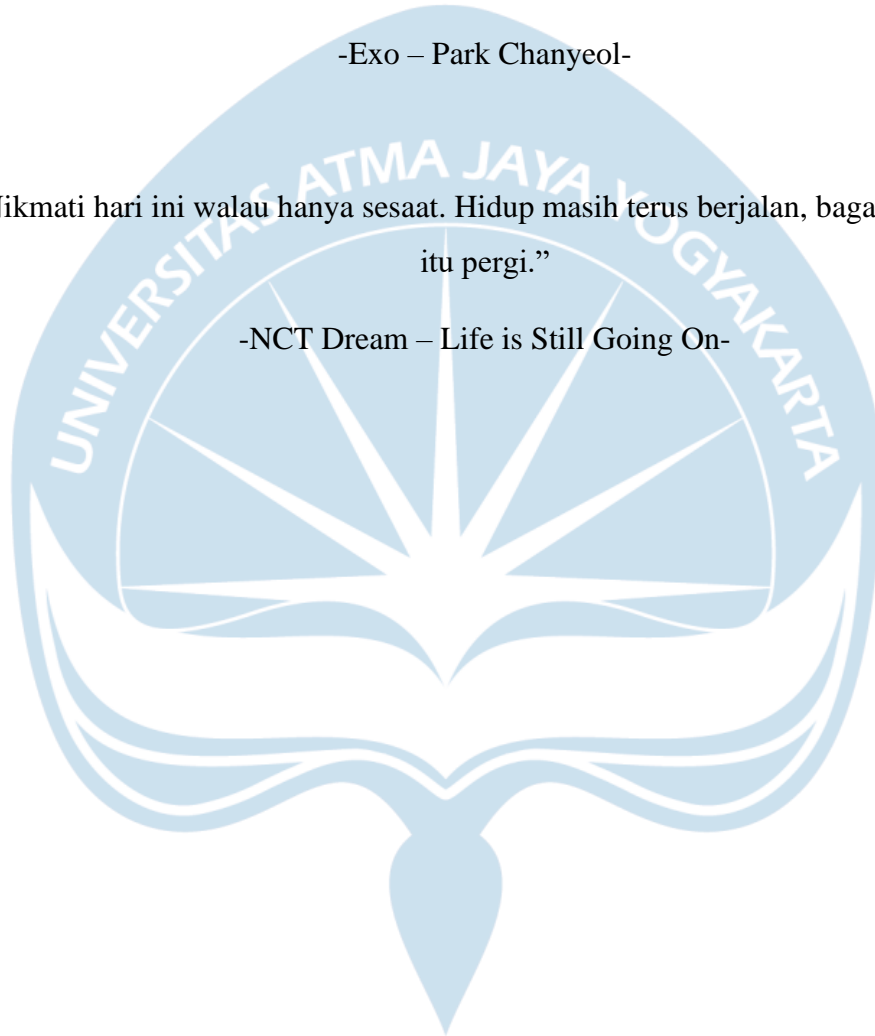 -Exo – Park Chanyeol-
UNIVERSITAS ATMA JAYA YOGYAKARTA
hari ini walau hanya sesaat. Hidup masih terus berjalan,
itu pergi.”
-NCT Dream – Life is Still Going On-